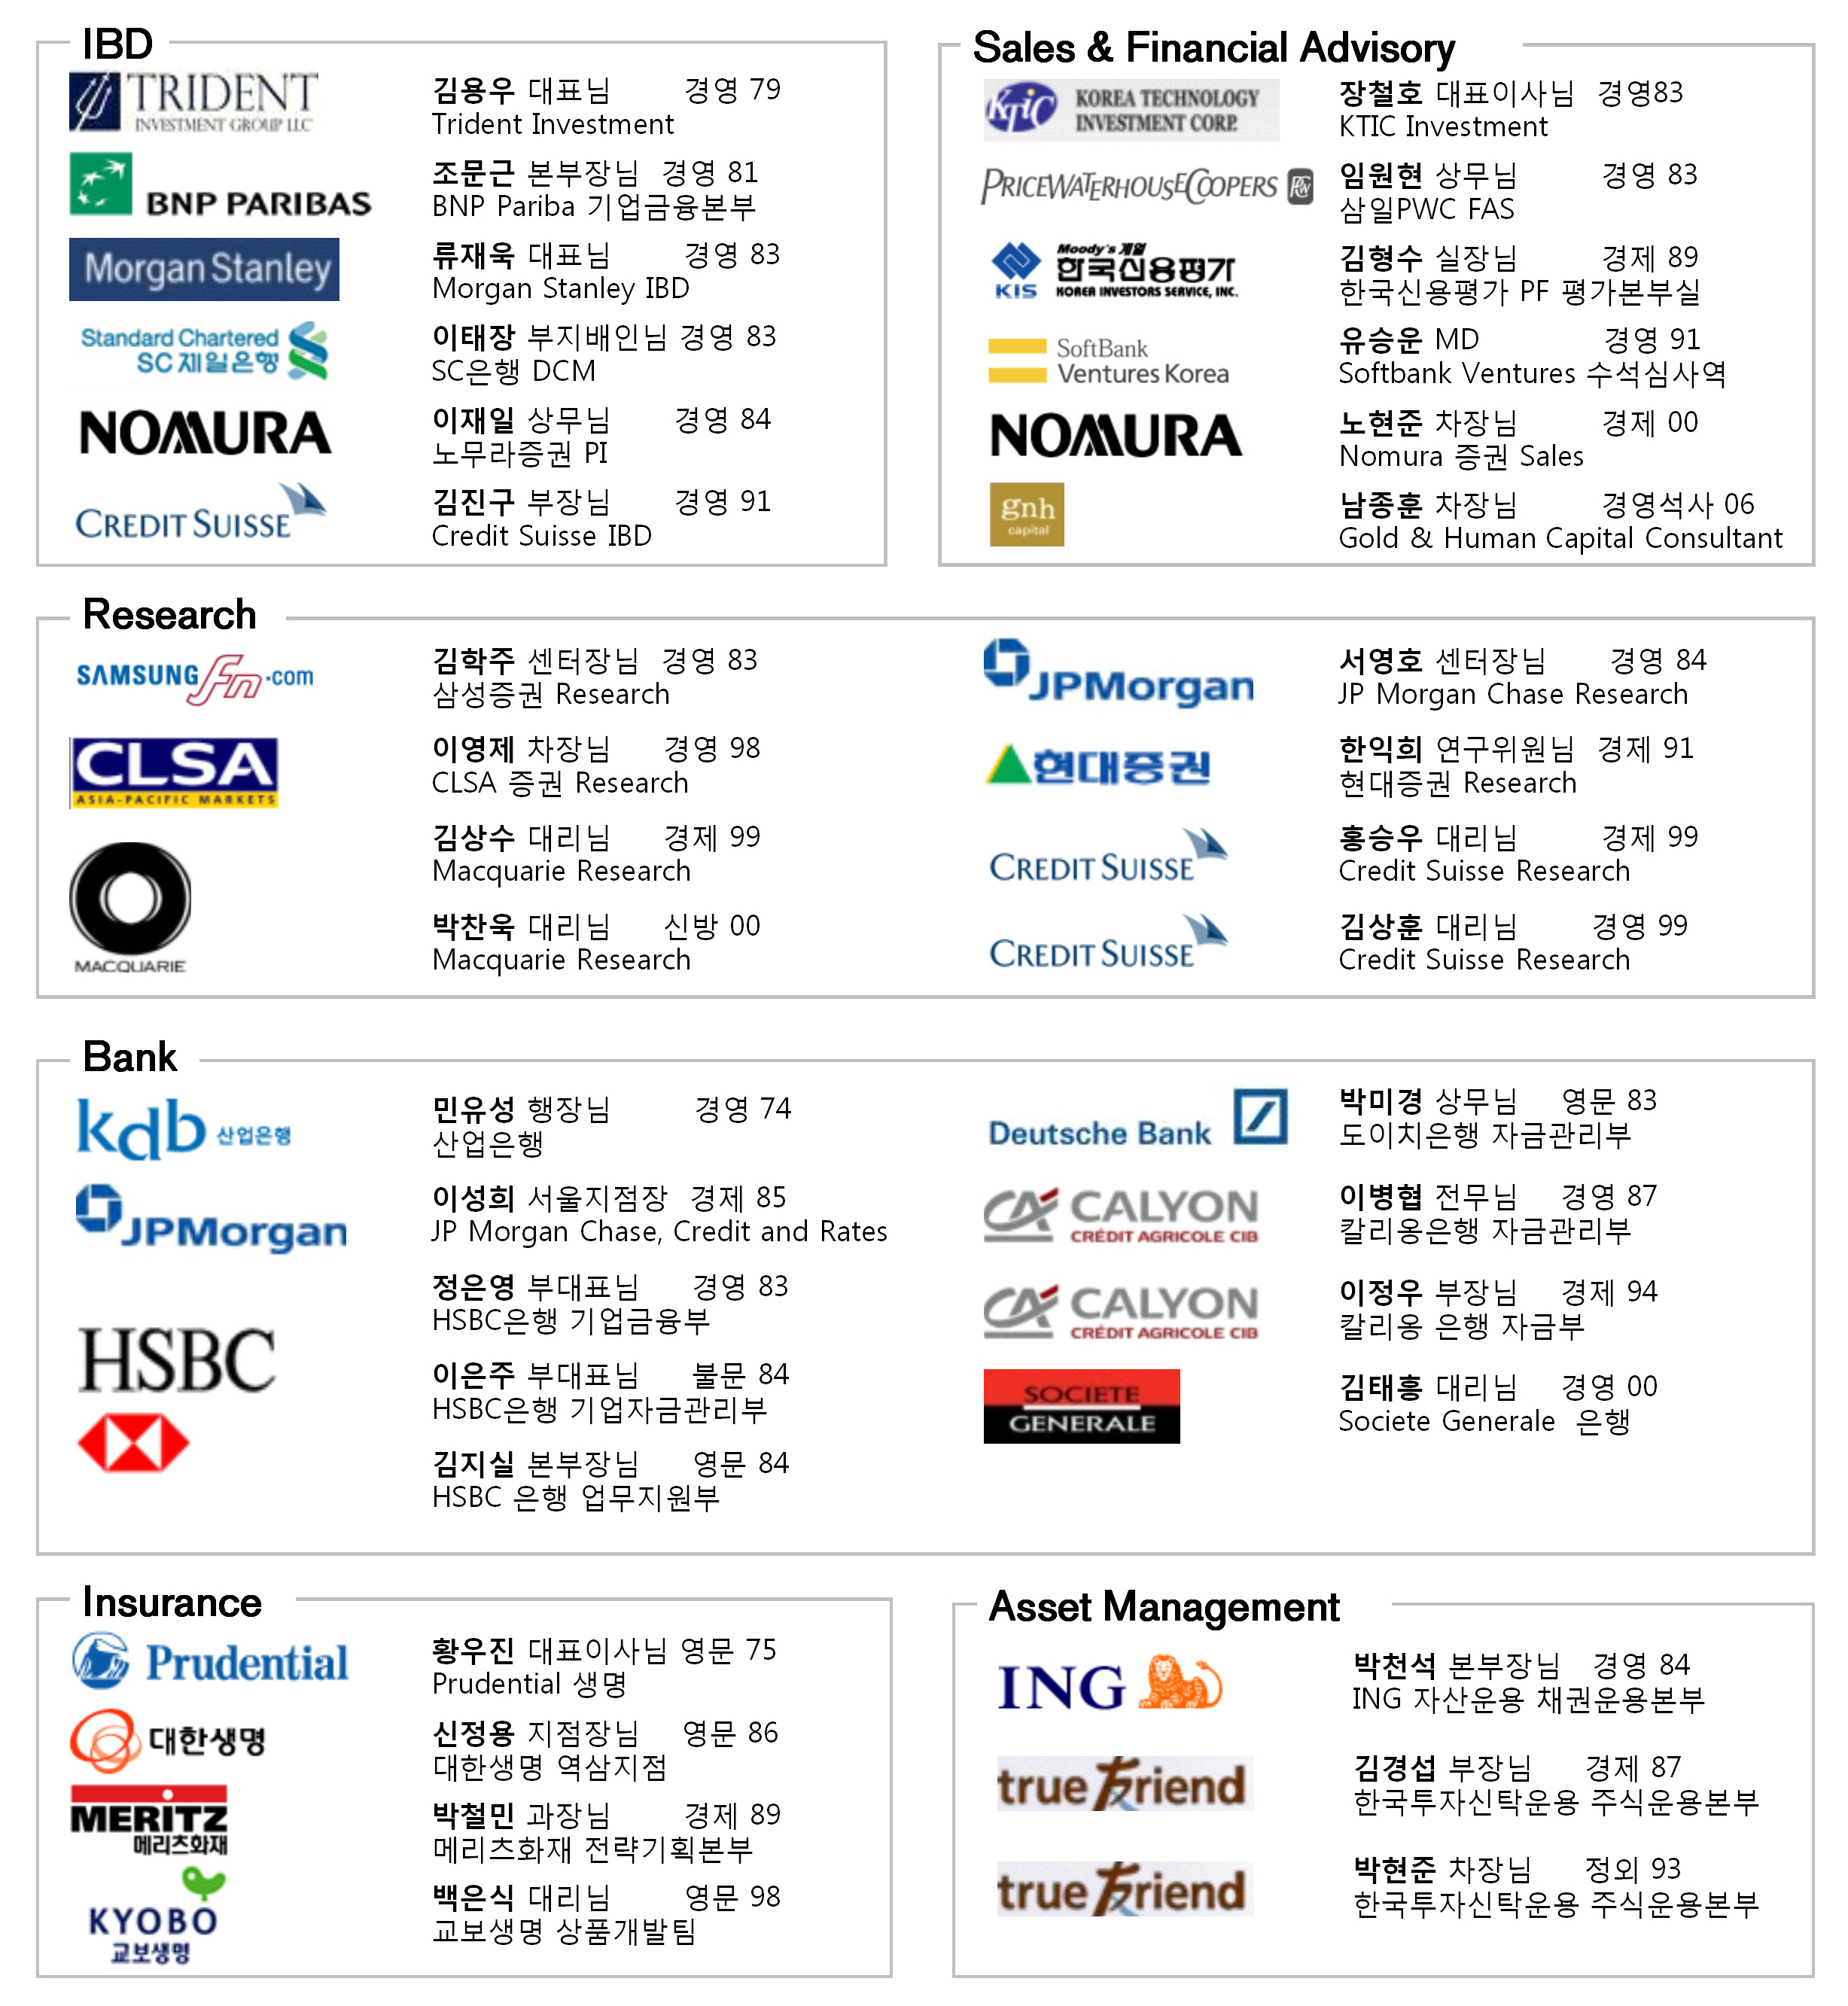 IBD
TRIDENT
INVESTMENT GROUP LLC
김용우 대표님 경영 79
Trident Investment
BNP PARIBAS
조문근 본부장님 경영 81
BNP Pariba 기업금융본부
Morgan Stanley
류재욱 대표님 경영 83
Morgan Stanley IBD
Standard Chartered
SC제일은행
이태장 부지배인님 경영 83
SC은행 DCM
NOMURA
이재일 상무님 경영 84
노무라증권 PI
CREDIT SUISSE
김진구 부장님 경영 91
Credit Suisse IBD
Sales & Financial Advisory
KTiC
KOREA TECHNOLOGY
INVESTMENT CORP.
장철호 대표이사님 경영83
KTIC Investment
PRICEWATERHOUSECOOPERS PwC
임원현 상무님 경영 83
삼일PWC FAS
KIS
Moody's 계열
한국신용평가
KOREA INVESTORS SERVICE, INC.
김형수 실장님 경제 89
한국신용평가 PF 평가본부실
SoftBank
Ventures Korea
유승운 MD 경영 91
Softbank Ventures 수석심사역
NOMURA
노현준 차장님 경제 00
Nomura 증권 Sales
gnh
capital
남종훈 차장님 경영석사 06
Gold & Human Capital Consultant
Research
SAMSUNG Fn.com
김학주 센터장님 경영 83
삼성증권 Research
CLSA
ASIA-PACIFIC MARKETS
이영제 차장님 경영 98
CLSA 증권 Research
MACQUARIE
김상수 대리님 경제 99
Macquarie Research
박찬욱 대리님 신방 00
Macquarie Research
JPMorgan
서영호 센터장님 경영 84
JP Morgan Chase Research
현대증권
한익희 연구위원님 경제 91
현대증권 Research
CREDIT SUISSE
홍승우 대리님 경제 99
Credit Suisse Research
CREDIT SUISSE
김상훈 대리님 경영 99
Credit Suisse Research
Bank
kdb 산업은행
민유성 행장님 경영 74
산업은행
JPMorgan
이성희 서울지점장 경제 85
JP Morgan Chase, Credit and Rates
HSBC
정은영 부대표님 경영 83
HSBC은행 기업금융부
이은주 부대표님 불문 84
HSBC은행 기업자금관리부
김지실 본부장님 영문 84
HSBC 은행 업무지원부
Deutsche Bank
박미경 상무님 영문 83
도이치은행 자금관리부
CA CALYON
CRÉDIT AGRICOLE CIB
이병협 전무님 경영 87
칼리옹은행 자금관리부
CA CALYON
CRÉDIT AGRICOLE CIB
이정우 부장님 경제 94
칼리옹 은행 자금부
SOCIETE
GENERALE
김태흥 대리님 경영 00
Societe Generale 은행
Insurance
Prudential
황우진 대표이사님 영문 75
Prudential 생명
대한생명
신정용 지점장님 영문 86
대한생명 역삼지점
MERITZ
메리츠화재
박철민 과장님 경제 89
메리츠화재 전략기획본부
KYOBO
교보생명
백은식 대리님 영문 98
교보생명 상품개발팀
Asset Management
ING
박천석 본부장님 경영 84
ING 자산운용 채권운용본부
true Friend
김경섭 부장님 경제 87
한국투자신탁운용 주식운용본부
true Friend
박현준 차장님 정외 93
한국투자신탁운용 주식운용본부